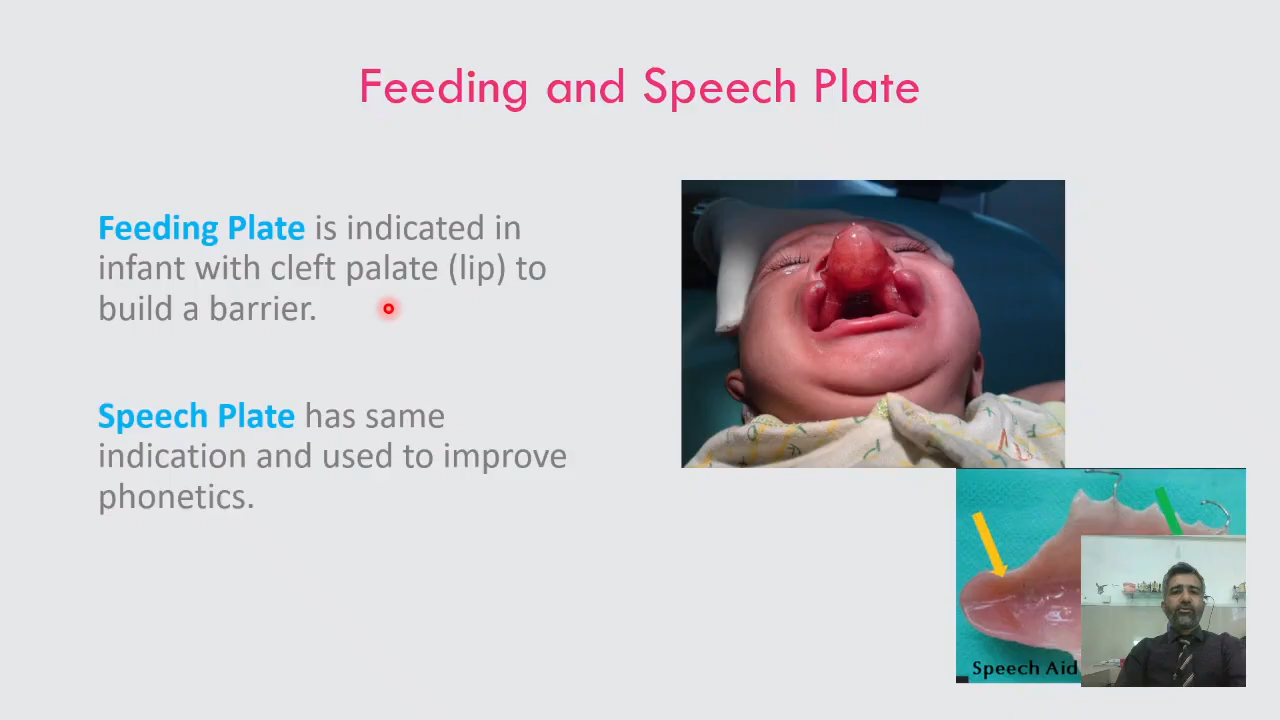 Feeding and Speech Plate
Feeding Plate is indicated in
infant with cleft palate (lip) to
build a barrier.
Speech Plate has same
indication and used to improve
phonetics.
Speech Aid